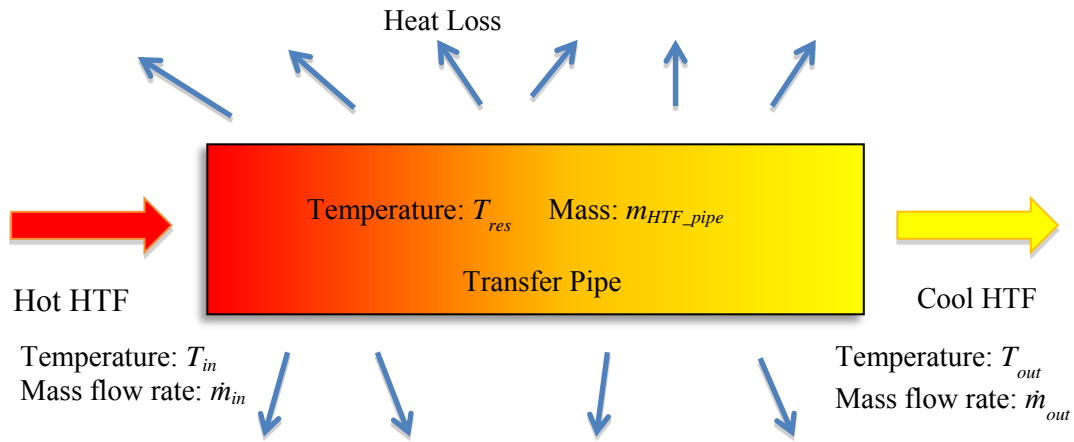 Heat Loss
Temperature: T_res Mass: m_HTF_pipe
Transfer Pipe
Hot HTF
Cool HTF
Temperature: T_in
Mass flow rate: ṁ_in
Temperature: T_out
Mass flow rate: ṁ_out